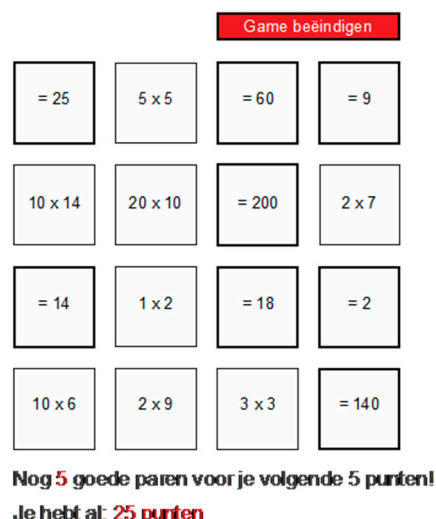 Game beëindigen
= 25 5 x 5 = 60 = 9
10 x 14 20 x 10 = 200 2 x 7
= 14 1 x 2 = 18 = 2
10 x 6 2 x 9 3 x 3 = 140
Nog 5 goede paren voor je volgende 5 punten!
Je hebt al: 25 punten